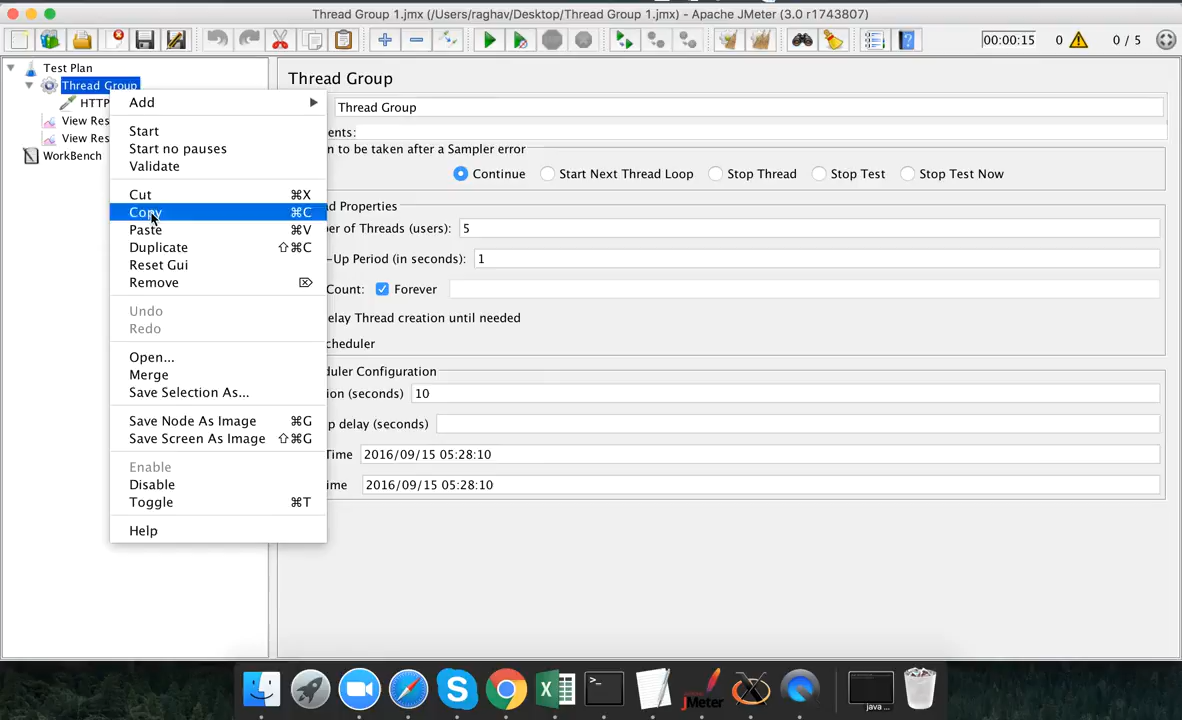 Thread Group 1.jmx (/Users/raghav/Desktop/Thread Group 1.jmx) - Apache JMeter (3.0 r1743807)
00:00:15 0 0 / 5
Test Plan
Thread Group
HTTP
View Res
View Res
WorkBench
Add
Start
Start no pauses
Validate
Cut ⌘X
Copy ⌘C
Paste ⌘V
Duplicate ⇧⌘C
Reset Gui
Remove ⌦
Undo
Redo
Open...
Merge
Save Selection As...
Save Node As Image ⌘G
Save Screen As Image ⇧⌘G
Enable
Disable
Toggle ⌘T
Help
Thread Group
Thread Group
ents:
n to be taken after a Sampler error
Continue Start Next Thread Loop Stop Thread Stop Test Stop Test Now
ad Properties
er of Threads (users): 5
-Up Period (in seconds): 1
Count: Forever
elay Thread creation until needed
cheduler
duler Configuration
ion (seconds) 10
p delay (seconds)
Time 2016/09/15 05:28:10
ime 2016/09/15 05:28:10
JMeter
java ...